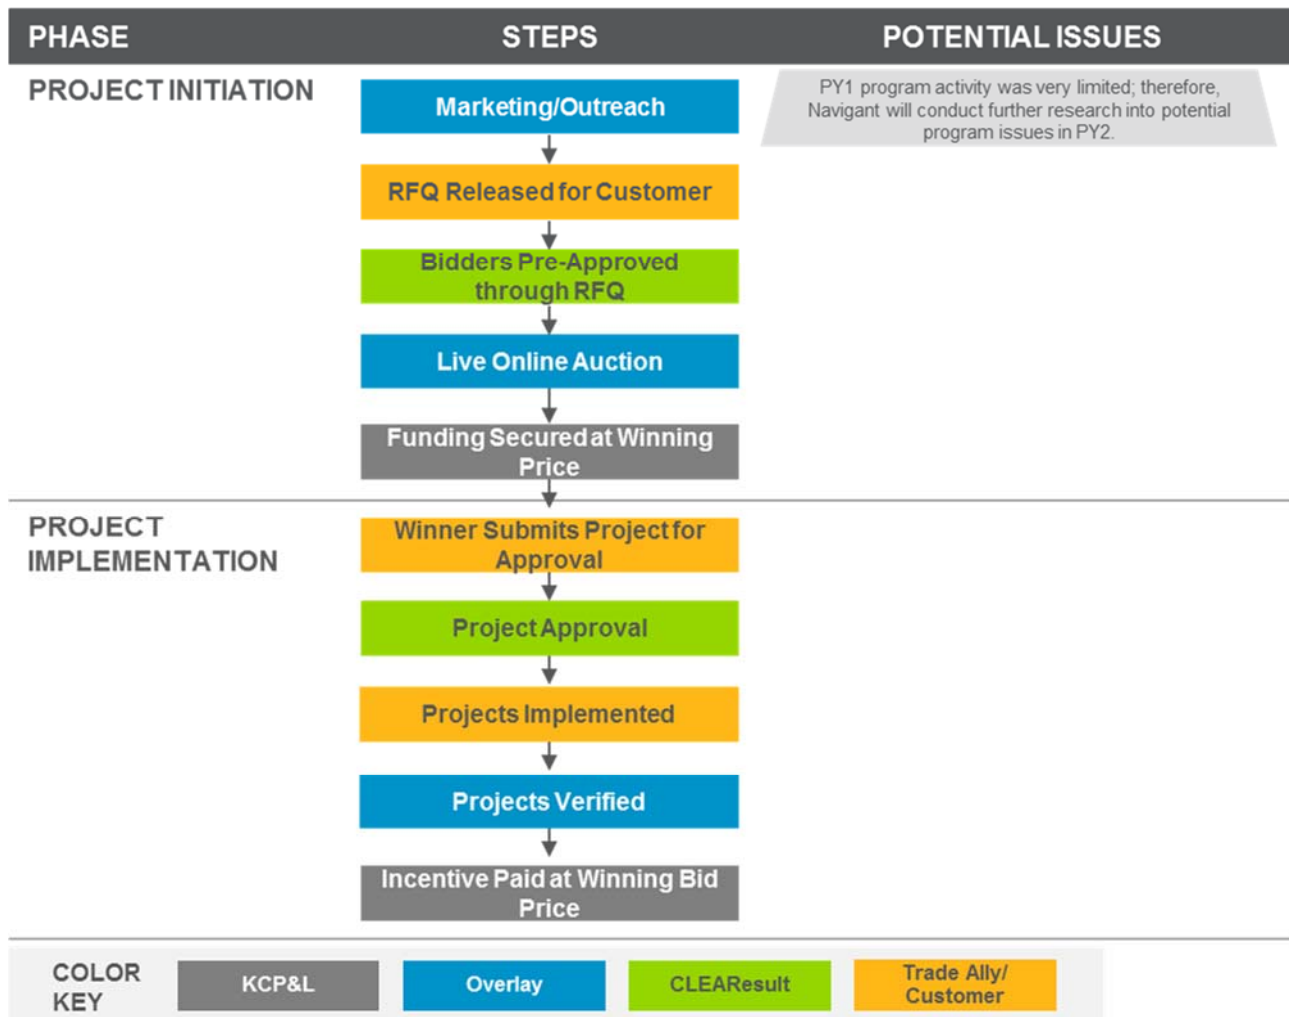 PHASE
STEPS
POTENTIAL ISSUES
PROJECT INITIATION
Marketing/Outreach
PY1 program activity was very limited; therefore,
Navigant will conduct further research into potential
program issues in PY2.
RFQ Released for Customer
Bidders Pre-Approved
through RFQ
Live Online Auction
Funding Secured at Winning
Price
PROJECT
IMPLEMENTATION
Winner Submits Project for
Approval
Project Approval
Projects Implemented
Projects Verified
Incentive Paid at Winning Bid
Price
COLOR
KEY
KCP&L
Overlay
CLEAResult
Trade Ally/
Customer